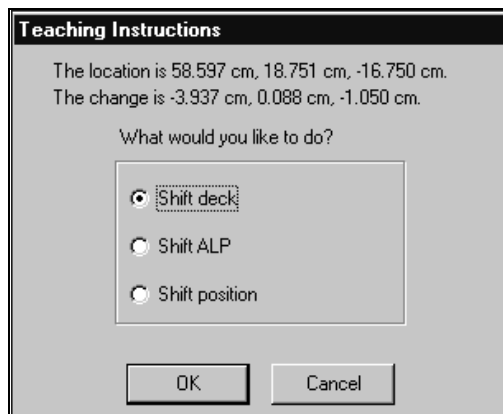 Teaching Instructions
The location is 58.597 cm, 18.751 cm, -16.750 cm.
The change is -3.937 cm, 0.088 cm, -1.050 cm.
What would you like to do?
Shift deck
Shift ALP
Shift position
OK Cancel